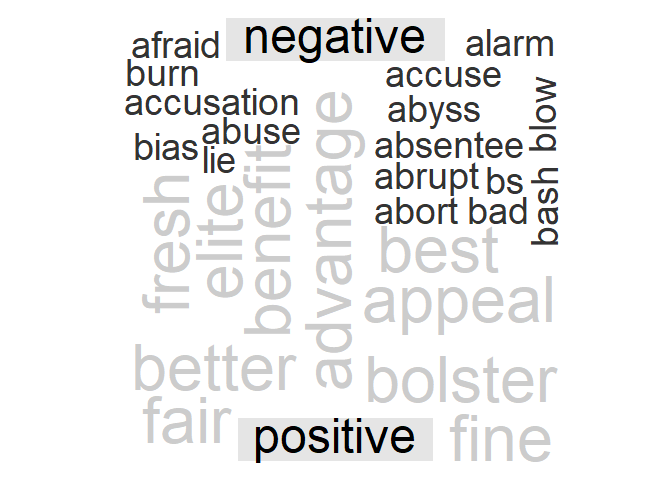 negative
afraid
alarm
burn
accuse
accusation
abyss
blow
abuse
bias
absentee
lie
abrupt
bs
bash
abort
bad
fresh
elite
benefit
advantage
best
appeal
better
bolster
fair
positive
fine